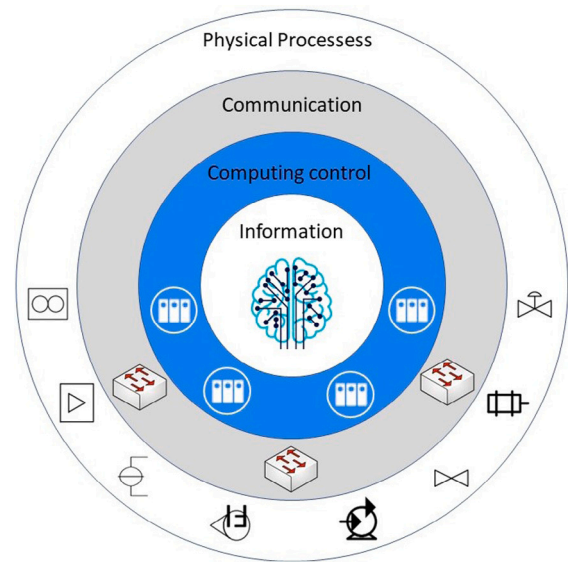 Physical Processess
Communication
Computing control
Information